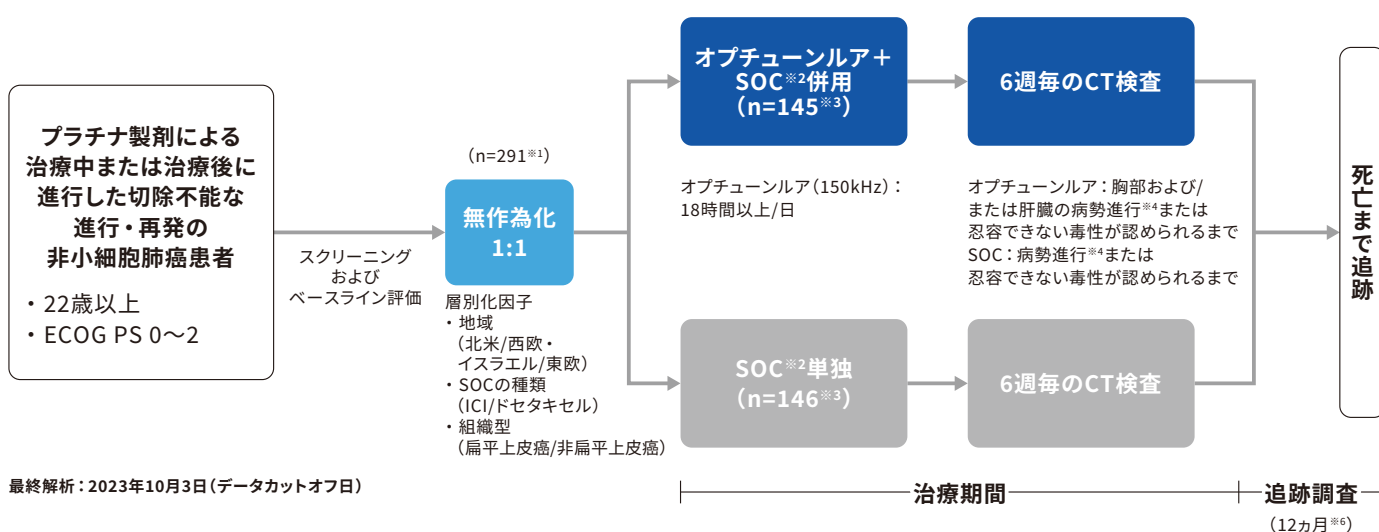 プラチナ製剤による
治療中または治療後に
進行した切除不能な
進行・再発の
非小細胞肺癌患者
・22歳以上
・ECOG PS 0〜2
スクリーニング
および
ベースライン評価
（n=291※1）
無作為化
1:1
層別化因子
・地域
（北米/西欧・
イスラエル/東欧）
・SOCの種類
（ICI/ドセタキセル）
・組織型
（扁平上皮癌/非扁平上皮癌）
オプチューンルア＋
SOC※2併用
（n=145※3）
オプチューンルア（150kHz）：
18時間以上/日
6週毎のCT検査
オプチューンルア：胸部および/
または肝臓の病勢進行※4または
忍容できない毒性が認められるまで
SOC：病勢進行※4または
忍容できない毒性が認められるまで
SOC※2単独
（n=146※3）
6週毎のCT検査
死亡まで追跡
最終解析：2023年10月3日（データカットオフ日）
治療期間
追跡調査
（12ヵ月※6）